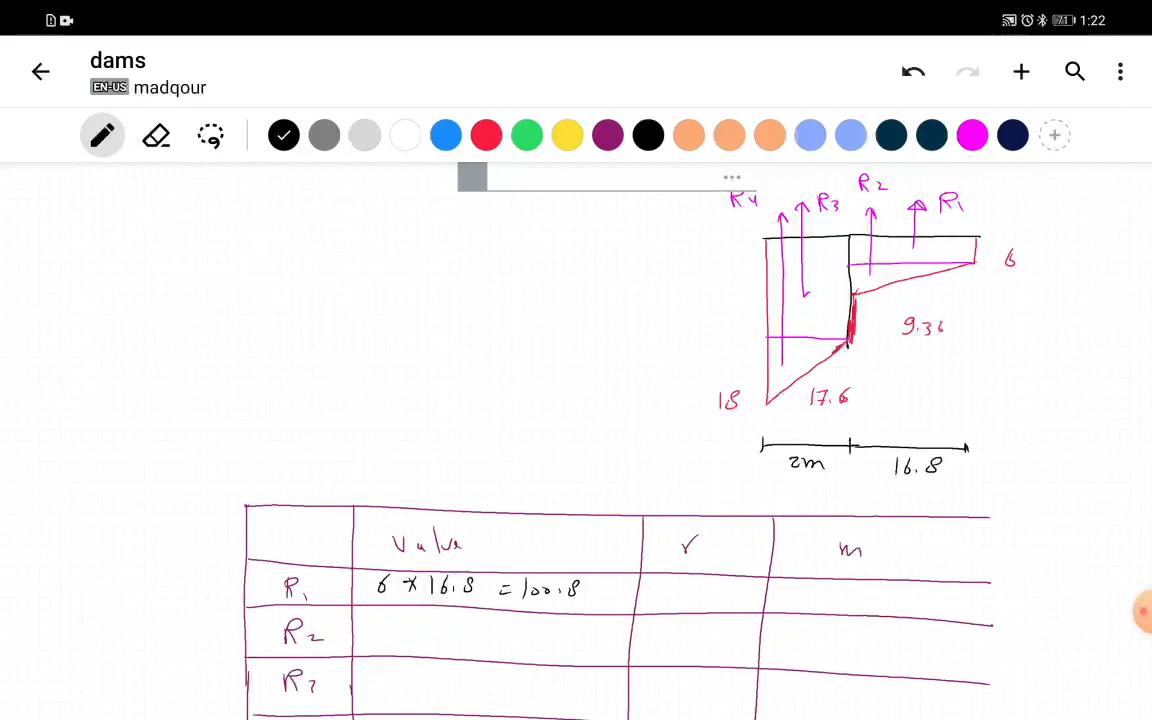 1:22
dams
EN-US madqour
R4 R3 R2 R1
6
9.36
18 17.6
2m 16.8
Value r m
R1 6 * 16.8 = 100.8
R2
R3